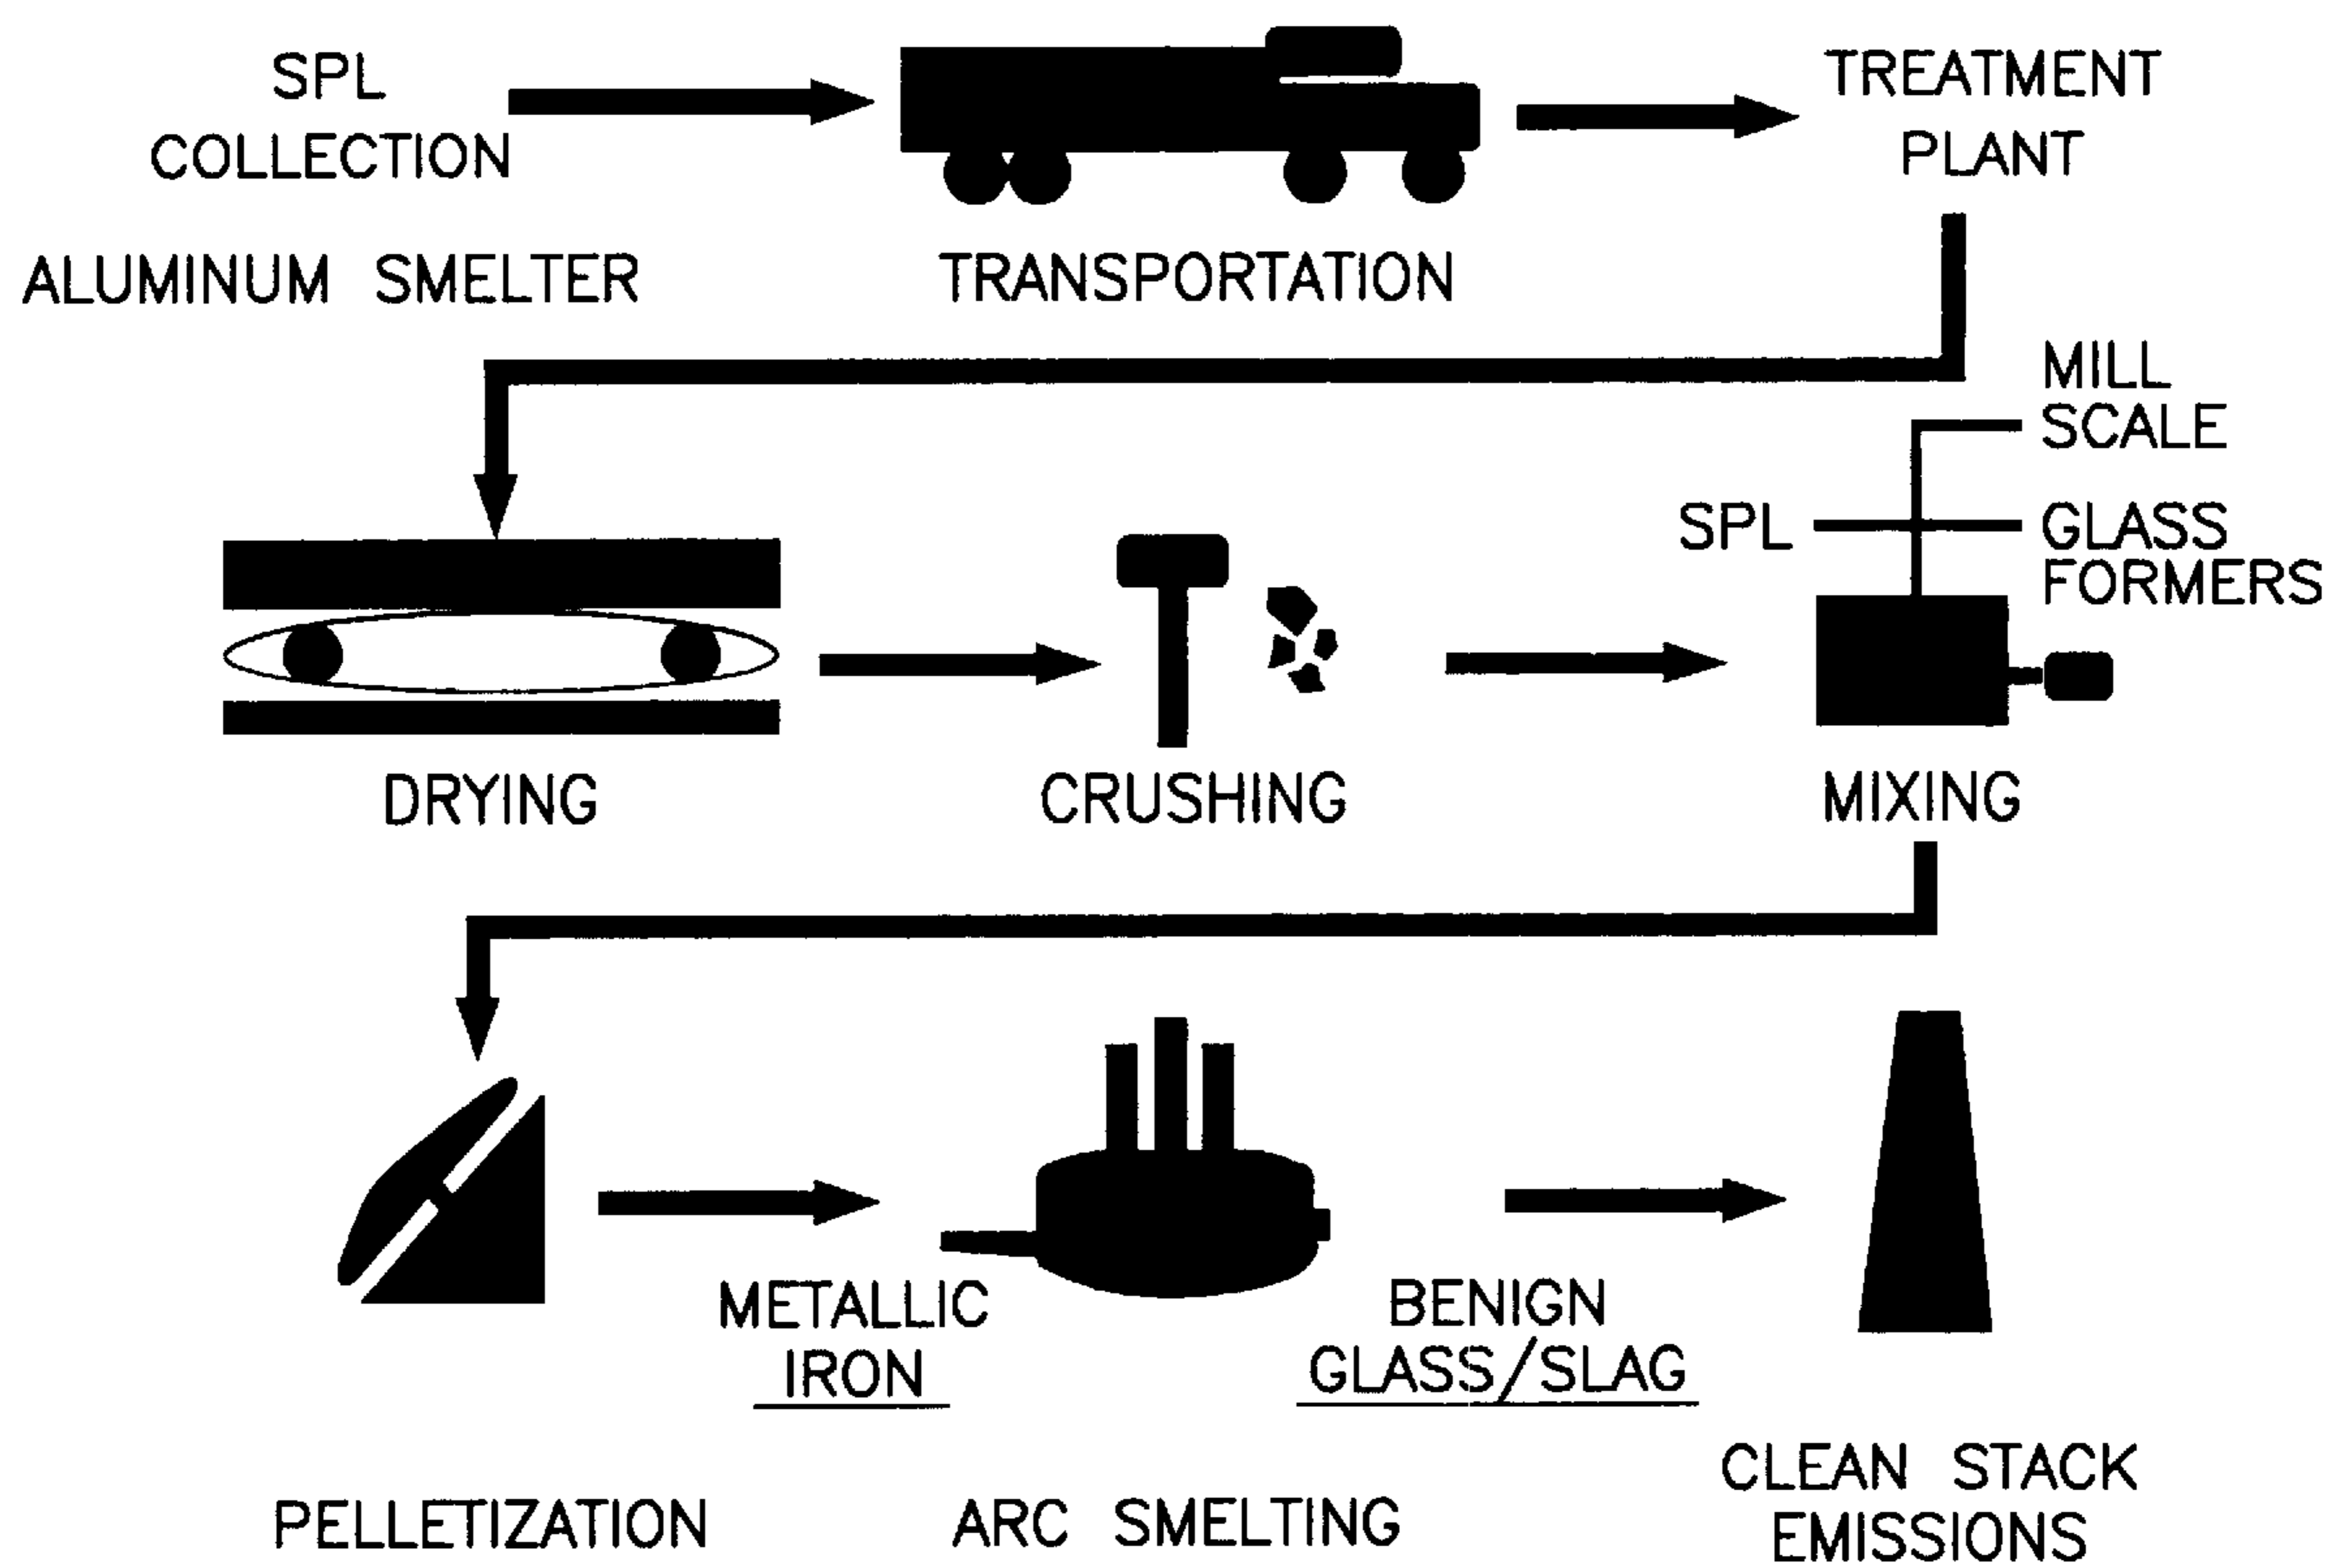 SPL
COLLECTION
ALUMINUM SMELTER
TRANSPORTATION
TREATMENT
PLANT
MILL
SCALE
SPL
GLASS
FORMERS
DRYING
CRUSHING
MIXING
METALLIC
IRON
BENIGN
GLASS/SLAG
PELLETIZATION
ARC SMELTING
CLEAN STACK
EMISSIONS